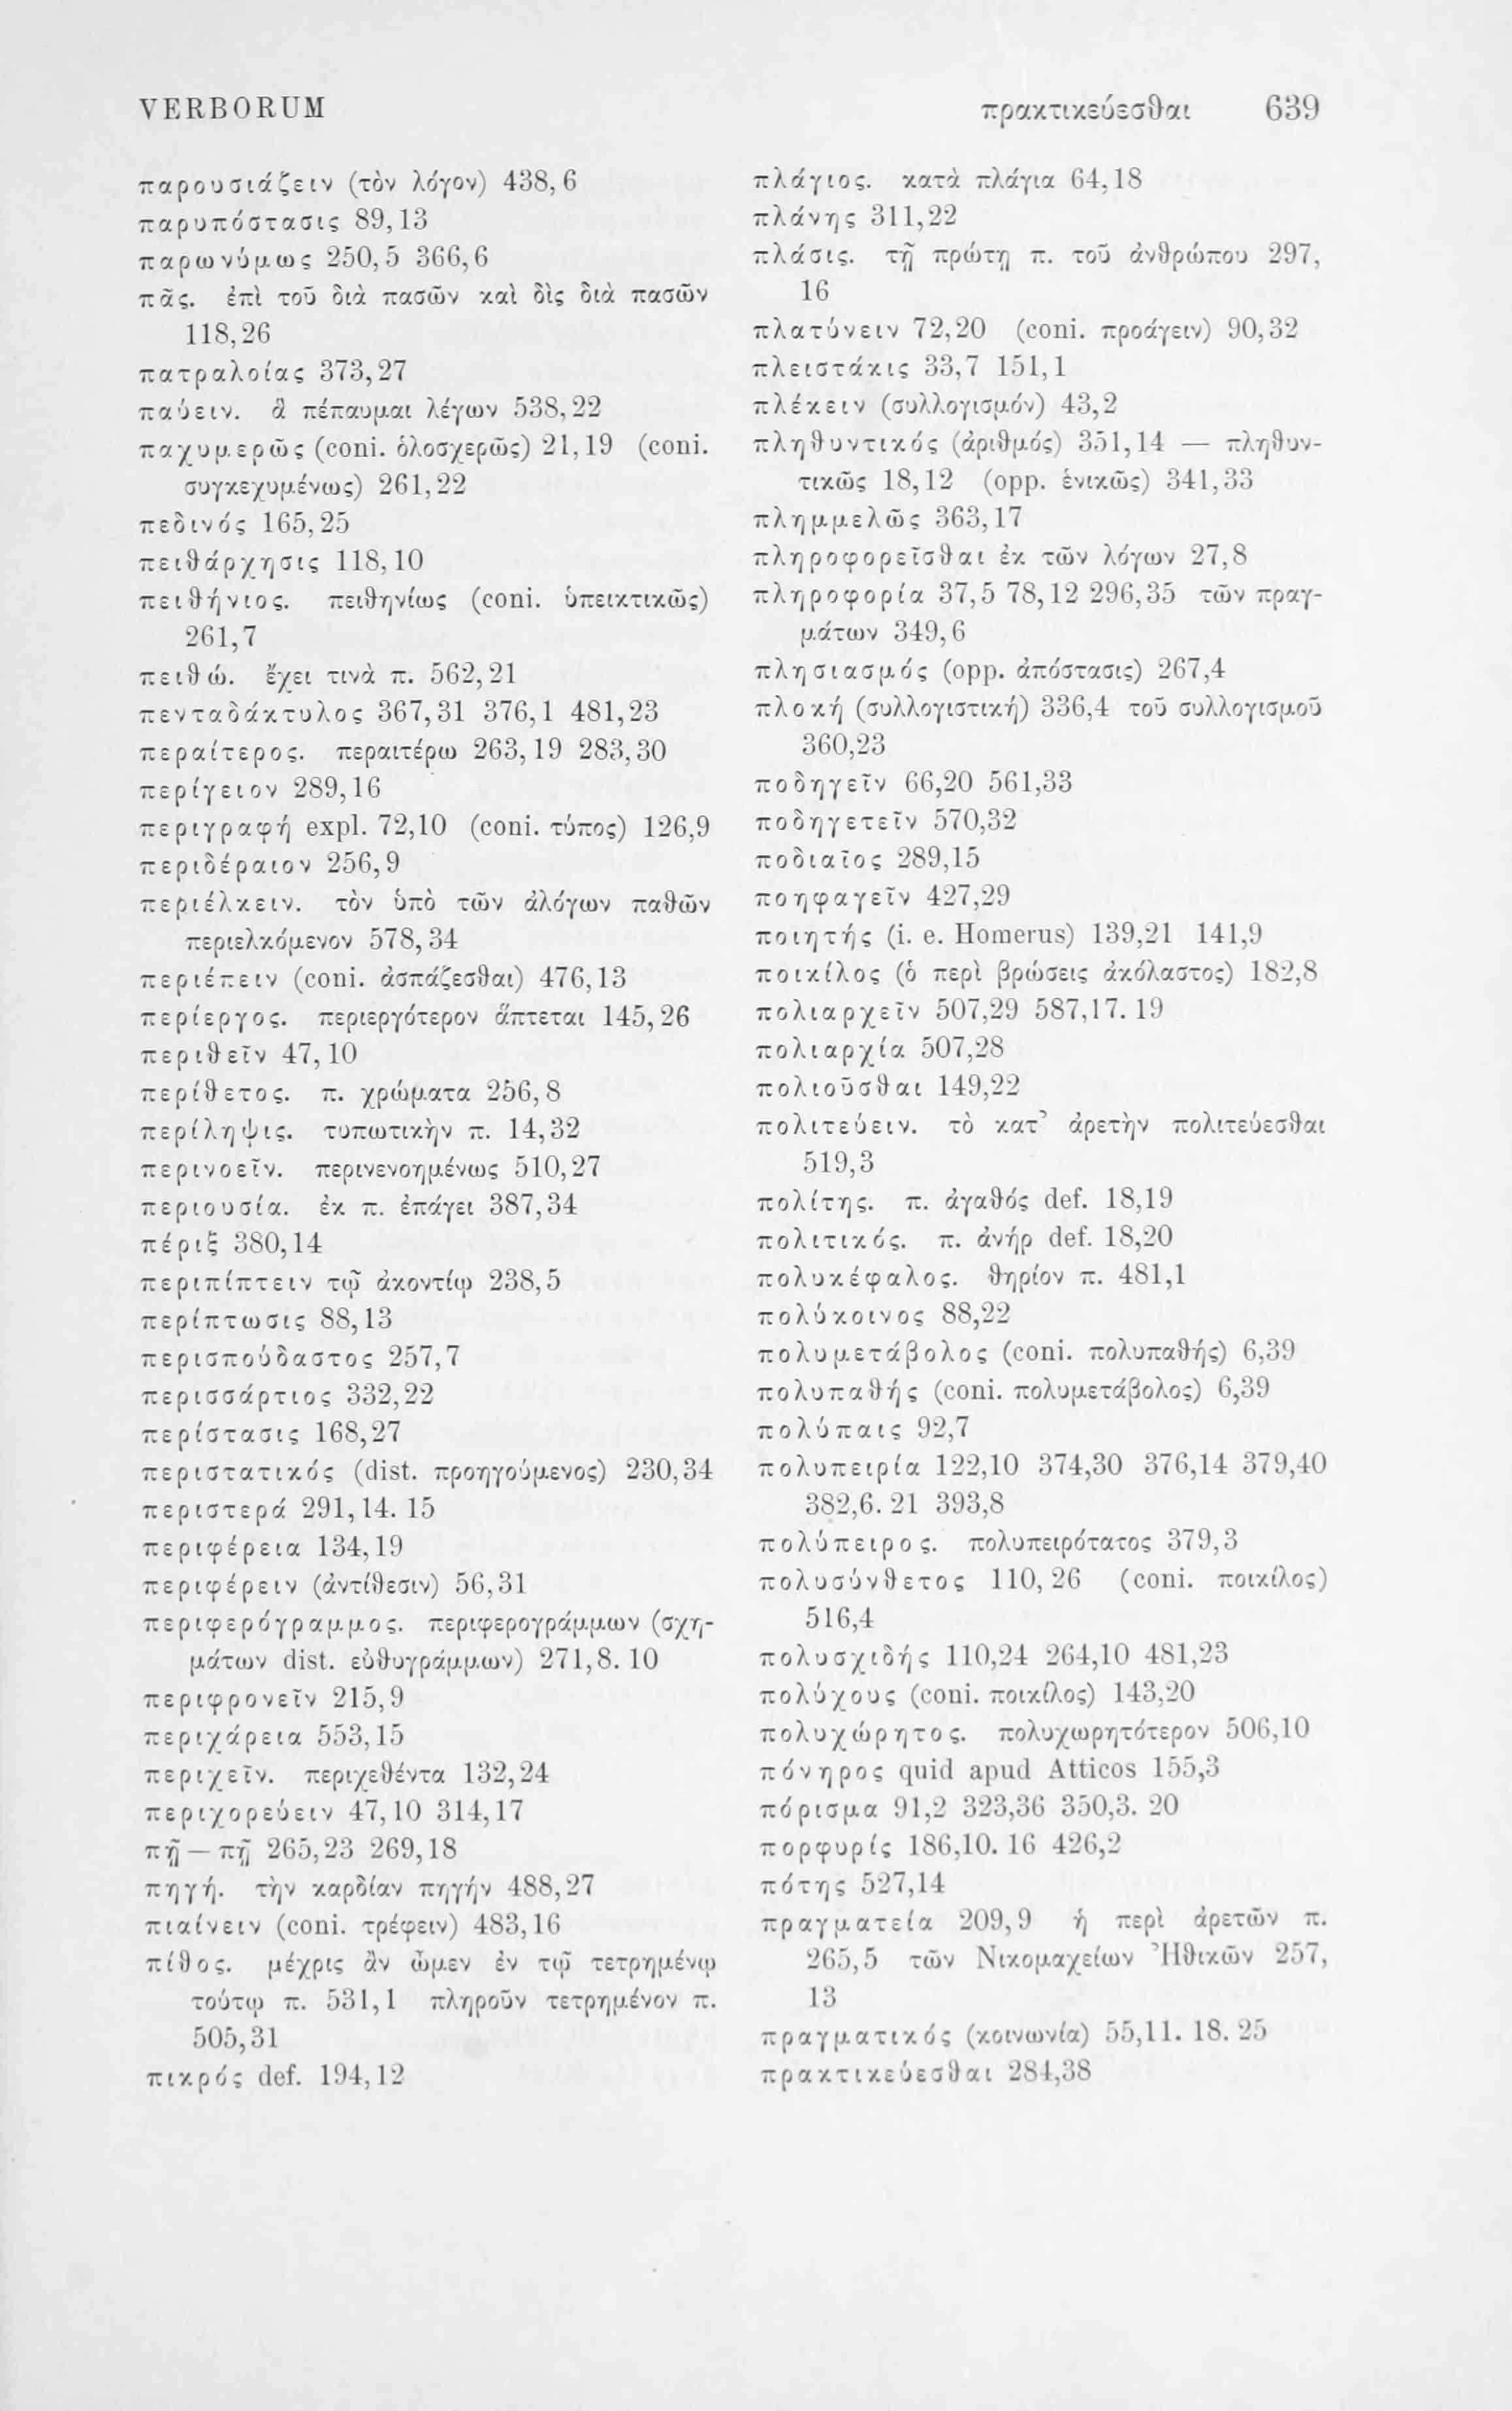 VERBORUM πρακτικεύεσθαι 639
παρουσιάζειν (τὸν λόγον) 438,6
παρυπόστασις 89,13
παρωνύμως 250,5 366,6
πᾶς. ἐπὶ τοῦ διὰ πασῶν καὶ δὶς διὰ πασῶν
118,26
πατραλοίας 373,27
παύειν. ἃ πέπαυμαι λέγων 538,22
παχυμερῶς (coni. ὁλοσχερῶς) 21,19 (coni.
συγκεχυμένως) 261,22
πεδινός 165,25
πειθάρχησις 118,10
πειθήνιος. πειθηνίως (coni. ὑπεικτικῶς)
261,7
πειθώ. ἔχει τινὰ π. 562,21
πενταδάκτυλος 367,31 376,1 481,23
περαίτερος. περαιτέρω 263,19 283,30
περίγειον 289,16
περιγραφή expl. 72,10 (coni. τύπος) 126,9
περιδέραιον 256,9
περιέλκειν. τὸν ὑπὸ τῶν ἀλόγων παθῶν
περιελκόμενον 578,34
περιέπειν (coni. ἀσπάζεσθαι) 476,13
περίεργος. περιεργότερον ἅπτεται 145,26
περιθεῖν 47,10
περίθετος. π. χρώματα 256,8
περίληψις. τυπωτικὴν π. 14,32
περινοεῖν. περινενοημένως 510,27
περιουσία. ἐκ π. ἐπάγει 387,34
πέριξ 380,14
περιπίπτειν τῷ ἀκοντίῳ 238,5
περίπτωσις 88,13
περισπούδαστος 257,7
περισσάρτιος 332,22
περίστασις 168,27
περιστατικός (dist. προηγούμενος) 230,34
περιστερά 291,14. 15
περιφέρεια 134,19
περιφέρειν (ἀντίθεσιν) 56,31
περιφερόγραμμος. περιφερογράμμων (σχη-
μάτων dist. εὐθυγράμμων) 271,8. 10
περιφρονεῖν 215,9
περιχάρεια 553,15
περιχεῖν. περιχεθέντα 132,24
περιχορεύειν 47,10 314,17
πῇ — πῇ 265,23 269,18
πηγή. τὴν καρδίαν πηγήν 488,27
πιαίνειν (coni. τρέφειν) 483,16
πίθος. μέχρις ἂν ὦμεν ἐν τῷ τετρημένῳ
τούτῳ π. 531,1 πληροῦν τετρημένον π.
505,31
πικρός def. 194,12
πλάγιος. κατὰ πλάγια 64,18
πλάνης 311,22
πλάσις. τῇ πρώτῃ π. τοῦ ἀνθρώπου 297,
16
πλατύνειν 72,20 (coni. προάγειν) 90,32
πλειστάκις 33,7 151,1
πλέκειν (συλλογισμόν) 43,2
πληθυντικός (ἀριθμός) 351,14 — πληθυν-
τικῶς 18,12 (opp. ἑνικῶς) 341,33
πλημμελῶς 363,17
πληροφορεῖσθαι ἐκ τῶν λόγων 27,8
πληροφορία 37,5 78,12 296,35 τῶν πραγ-
μάτων 349,6
πλησιασμός (opp. ἀπόστασις) 267,4
πλοκή (συλλογιστική) 336,4 τοῦ συλλογισμοῦ
360,23
ποδηγεῖν 66,20 561,33
ποδηγετεῖν 570,32
ποδιαῖος 289,15
ποηφαγεῖν 427,29
ποιητής (i. e. Homerus) 139,21 141,9
ποικίλος (ὁ περὶ βρώσεις ἀκόλαστος) 182,8
πολιαρχεῖν 507,29 587,17. 19
πολιαρχία 507,28
πολιοῦσθαι 149,22
πολιτεύειν. τὸ κατ᾽ ἀρετὴν πολιτεύεσθαι
519,3
πολίτης. π. ἀγαθός def. 18,19
πολιτικός. π. ἀνήρ def. 18,20
πολυκέφαλος. θηρίον π. 481,1
πολύκοινος 88,22
πολυμετάβολος (coni. πολυπαθής) 6,39
πολυπαθής (coni. πολυμετάβολος) 6,39
πολύπαις 92,7
πολυπειρία 122,10 374,30 376,14 379,40
382,6. 21 393,8
πολύπειρος. πολυπειρότατος 379,3
πολυσύνθετος 110,26 (coni. ποικίλος)
516,4
πολυσχιδής 110,24 264,10 481,23
πολύχους (coni. ποικίλος) 143,20
πολυχώρητος. πολυχωρητότερον 506,10
πόνηρος quid apud Atticos 155,3
πόρισμα 91,2 323,36 350,3. 20
πορφυρίς 186,10. 16 426,2
πότης 527,14
πραγματεία 209,9 ἡ περὶ ἀρετῶν π.
265,5 τῶν Νικομαχείων Ἠθικῶν 257,
13
πραγματικός (κοινωνία) 55,11. 18. 25
πρακτικεύεσθαι 284,38